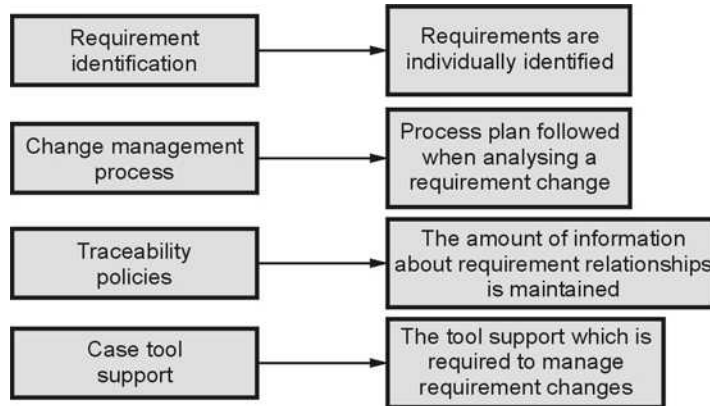 Requirement
identification
Requirements are
individually identified
Change management
process
Process plan followed
when analysing a
requirement change
Traceability
policies
The amount of information
about requirement relationships
is maintained
Case tool
support
The tool support which is
required to manage
requirement changes